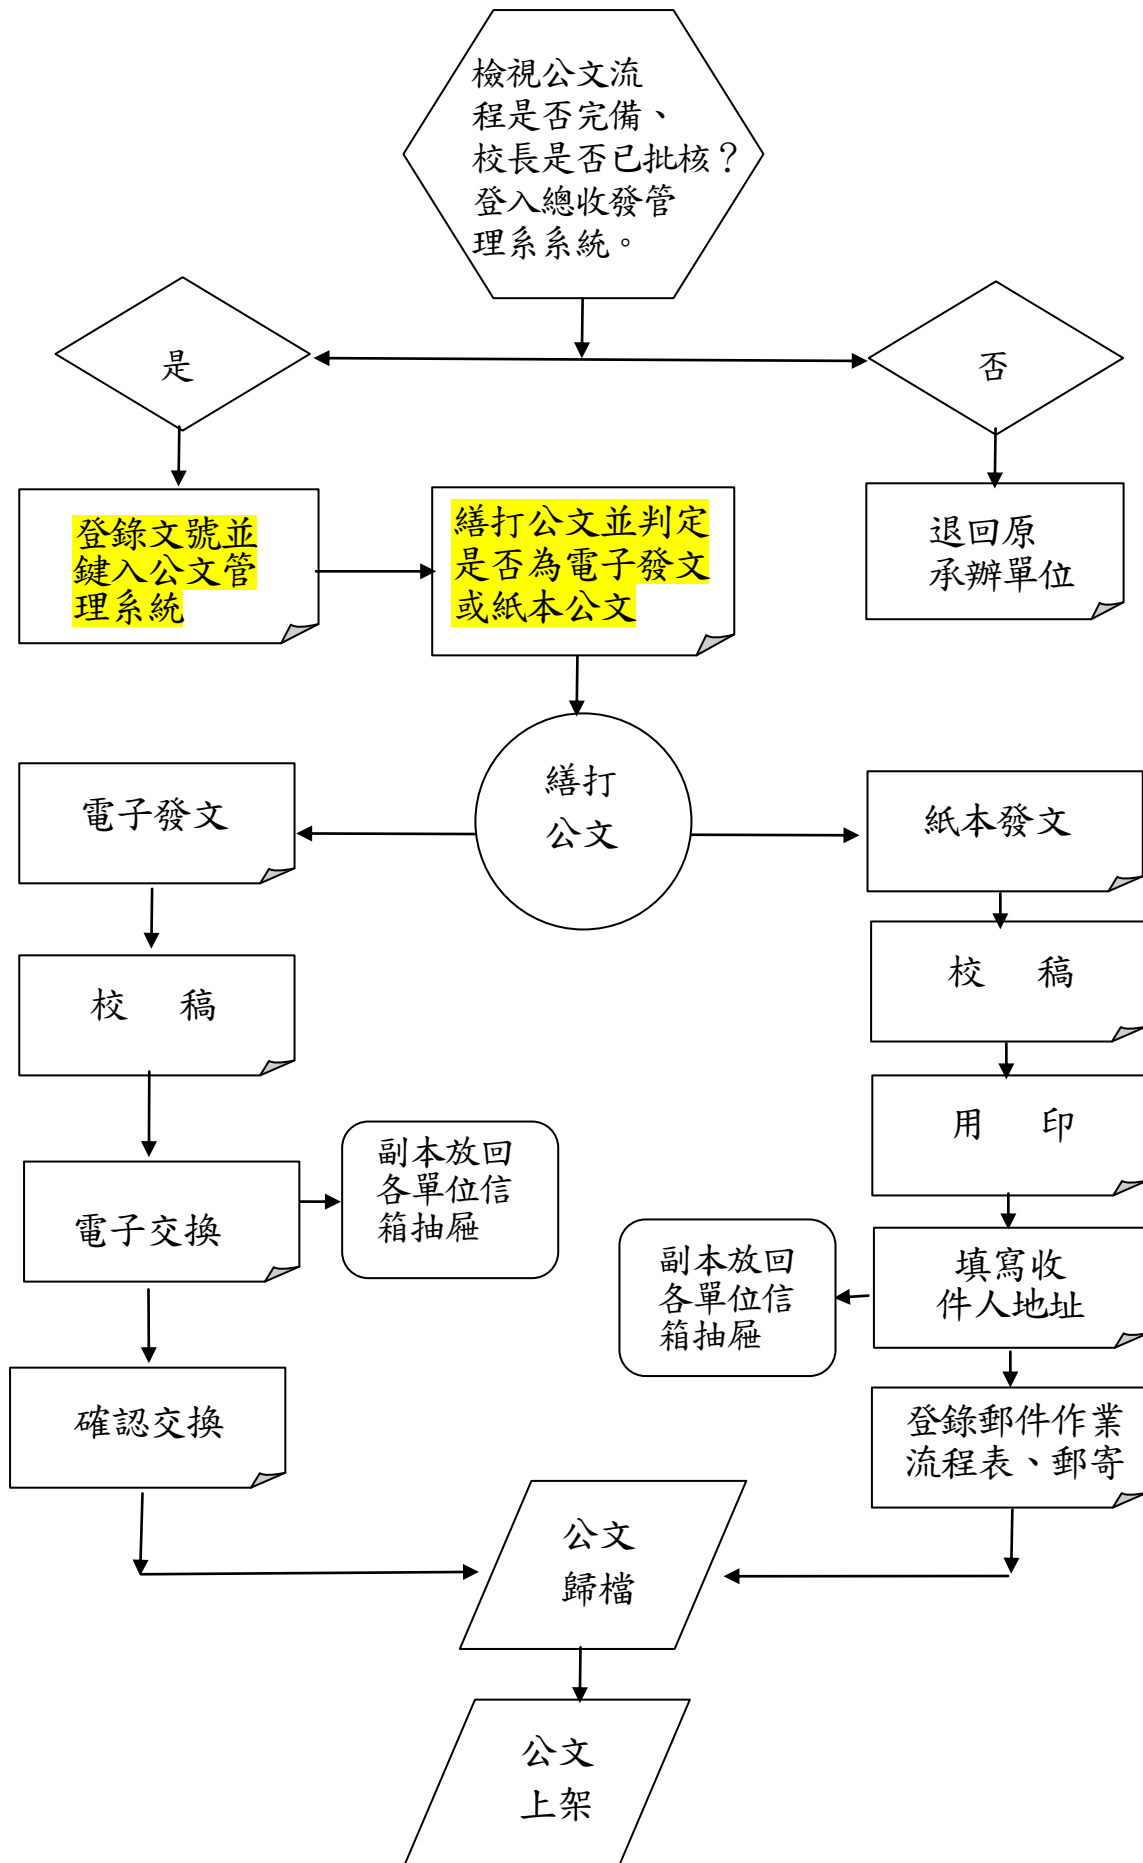 檢視公文流
程是否完備、
校長是否已批核？
登入總收發管
理系系統。
是
否
登錄文號並
鍵入公文管
理系統
繕打公文並判定
是否為電子發文
或紙本公文
退回原
承辦單位
繕打
公文
電子發文
紙本發文
校 稿
校 稿
用 印
電子交換
副本放回
各單位信
箱抽屜
副本放回
各單位信
箱抽屜
填寫收
件人地址
確認交換
登錄郵件作業
流程表、郵寄
公文
歸檔
公文
上架